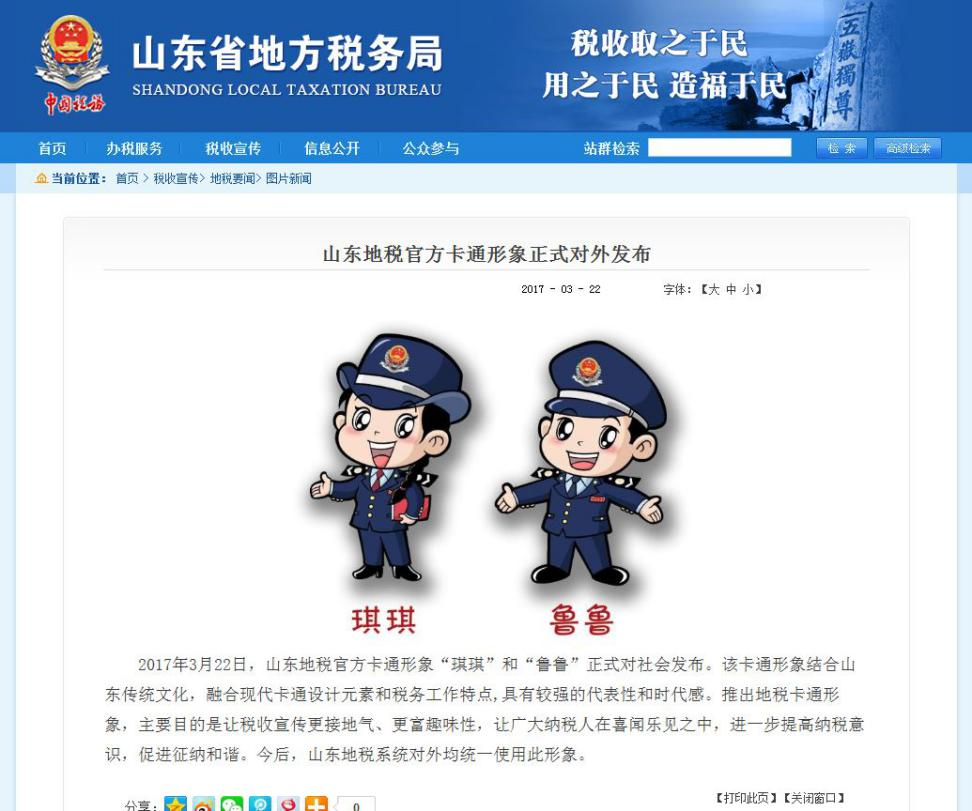 山东省地方税务局
SHANDONG LOCAL TAXATION BUREAU
中国税务
税收取之于民
用之于民 造福于民
五嶽獨尊
首页 办税服务 税收宣传 信息公开 公众参与 站群检索 检 索 高级检索
当前位置： 首页 > 税收宣传> 地税要闻> 图片新闻
山东地税官方卡通形象正式对外发布
2017 - 03 - 22 字体：【大 中 小】
琪琪 鲁鲁
2017年3月22日，山东地税官方卡通形象“琪琪”和“鲁鲁”正式对社会发布。该卡通形象结合山
东传统文化，融合现代卡通设计元素和税务工作特点,具有较强的代表性和时代感。推出地税卡通形
象，主要目的是让税收宣传更接地气、更富趣味性，让广大纳税人在喜闻乐见之中，进一步提高纳税意
识，促进征纳和谐。今后，山东地税系统对外均统一使用此形象。
分享： 0 【打印此页】【关闭窗口】